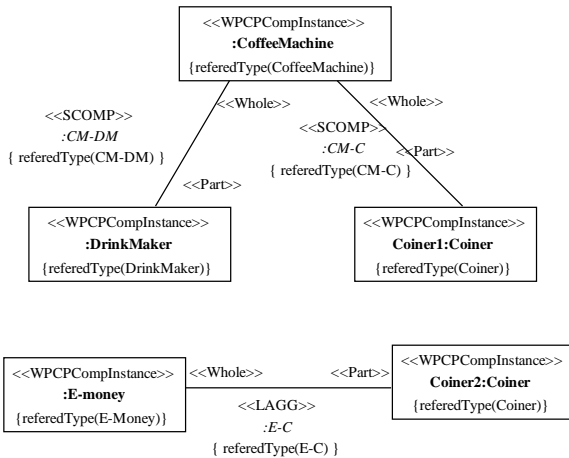 <<WPCPCompInstance>>
:CoffeeMachine
{referedType(CoffeeMachine)}
<<Whole>>
<<Whole>>
<<SCOMP>>
:CM-DM
{ referedType(CM-DM) }
<<SCOMP>>
:CM-C
{ referedType(CM-C) }
<<Part>>
<<Part>>
<<WPCPCompInstance>>
:DrinkMaker
{referedType(DrinkMaker)}
<<WPCPCompInstance>>
Coiner1:Coiner
{referedType(Coiner)}
<<WPCPCompInstance>>
:E-money
{referedType(E-Money)}
<<Whole>>
<<Part>>
<<LAGG>>
:E-C
{ referedType(E-C) }
<<WPCPCompInstance>>
Coiner2:Coiner
{referedType(Coiner)}